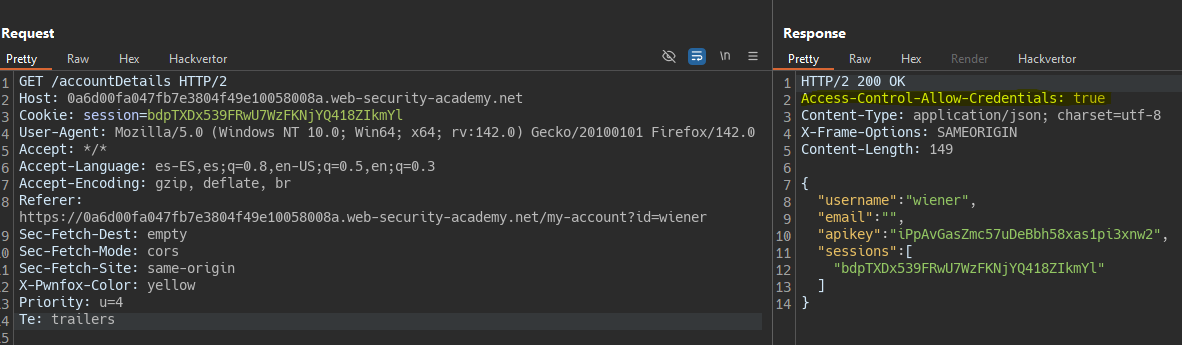 Request
Pretty Raw Hex Hackvertor \n
1 GET /accountDetails HTTP/2
2 Host: 0a6d00fa047fb7e3804f49e10058008a.web-security-academy.net
3 Cookie: session=bdpTXDx539FRwU7WzFKNjYQ418ZIkmYl
4 User-Agent: Mozilla/5.0 (Windows NT 10.0; Win64; x64; rv:142.0) Gecko/20100101 Firefox/142.0
5 Accept: */*
6 Accept-Language: es-ES,es;q=0.8,en-US;q=0.5,en;q=0.3
7 Accept-Encoding: gzip, deflate, br
8 Referer:
https://0a6d00fa047fb7e3804f49e10058008a.web-security-academy.net/my-account?id=wiener
9 Sec-Fetch-Dest: empty
10 Sec-Fetch-Mode: cors
11 Sec-Fetch-Site: same-origin
12 X-Pwnfox-Color: yellow
13 Priority: u=4
14 Te: trailers
15
Response
Pretty Raw Hex Render Hackvertor
1 HTTP/2 200 OK
2 Access-Control-Allow-Credentials: true
3 Content-Type: application/json; charset=utf-8
4 X-Frame-Options: SAMEORIGIN
5 Content-Length: 149
6
7 {
8 "username":"wiener",
9 "email":"",
10 "apikey":"iPpAvGasZmc57uDeBbh58xas1pi3xnw2",
11 "sessions":[
12 "bdpTXDx539FRwU7WzFKNjYQ418ZIkmYl"
13 ]
14 }